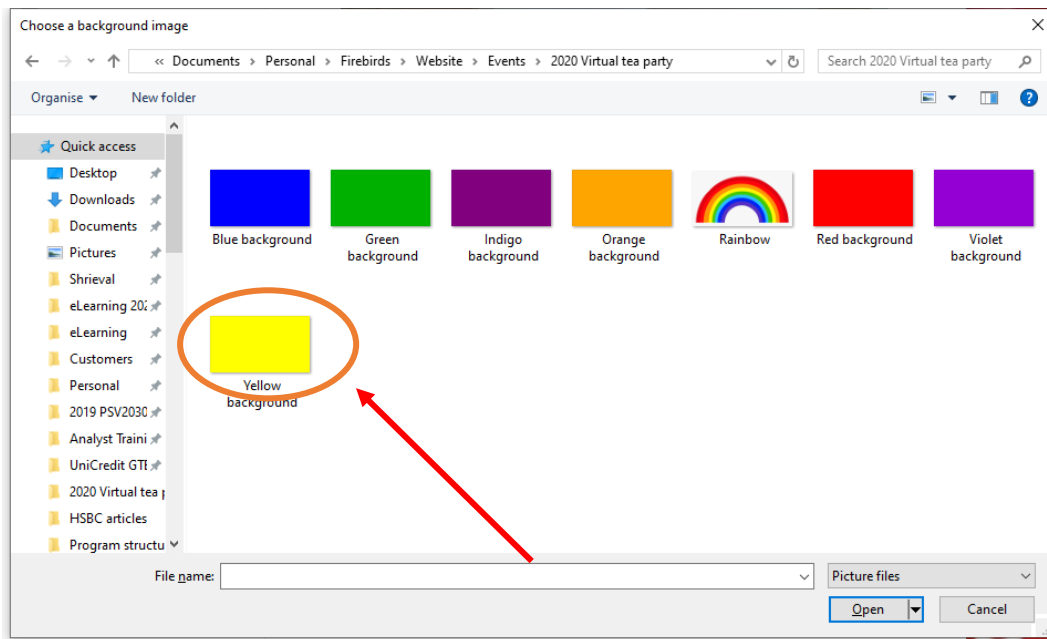 Choose a background image
« Documents > Personal > Firebirds > Website > Events > 2020 Virtual tea party
Search 2020 Virtual tea party
Organise
New folder
Quick access
Desktop
Downloads
Documents
Pictures
Shrieval
eLearning 202
eLearning
Customers
Personal
2019 PSV2030
Analyst Traini
UniCredit GTE
2020 Virtual tea p
HSBC articles
Program structu
Blue background
Green
background
Indigo
background
Orange
background
Rainbow
Red background
Violet
background
Yellow
background
File name:
Picture files
Open
Cancel